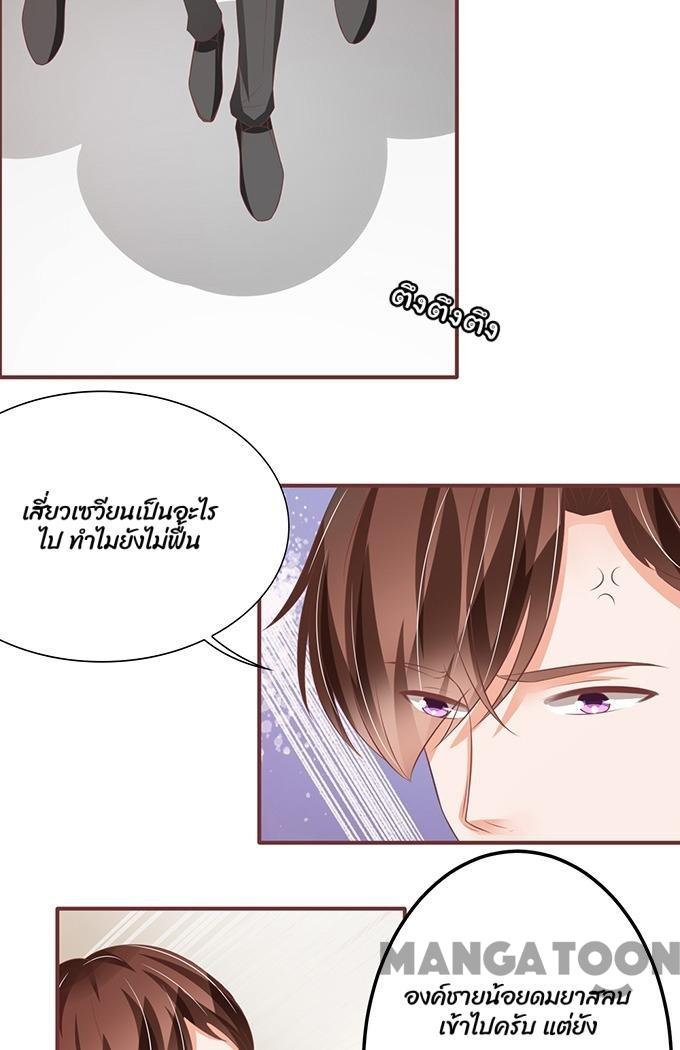 ตึงตึงตึง
เสี่ยวเซวียนเป็นอะไร
ไป ทำไมยังไม่ฟื้น
MANGATOON
องค์ชายน้อยดมยาสลบ
เข้าไปครับ แต่ยัง